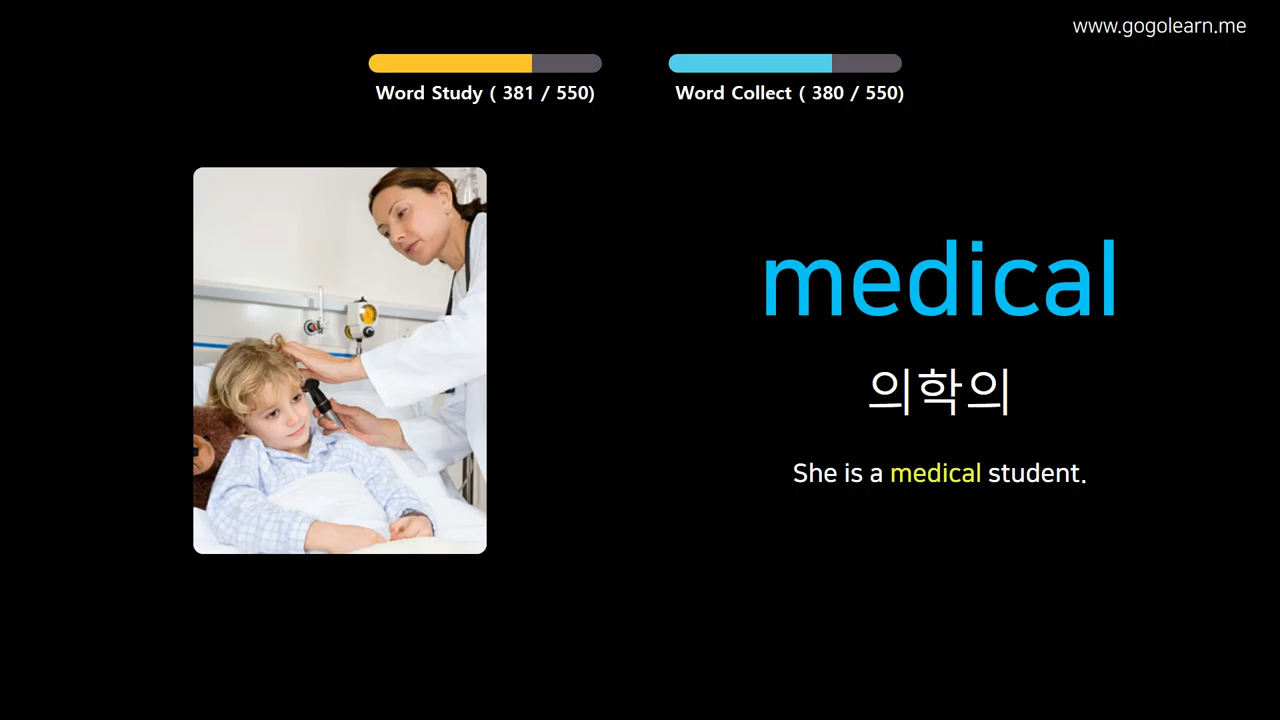 www.gogolearn.me
Word Study ( 381 / 550)
Word Collect ( 380 / 550)
medical
의학의
She is a medical student.